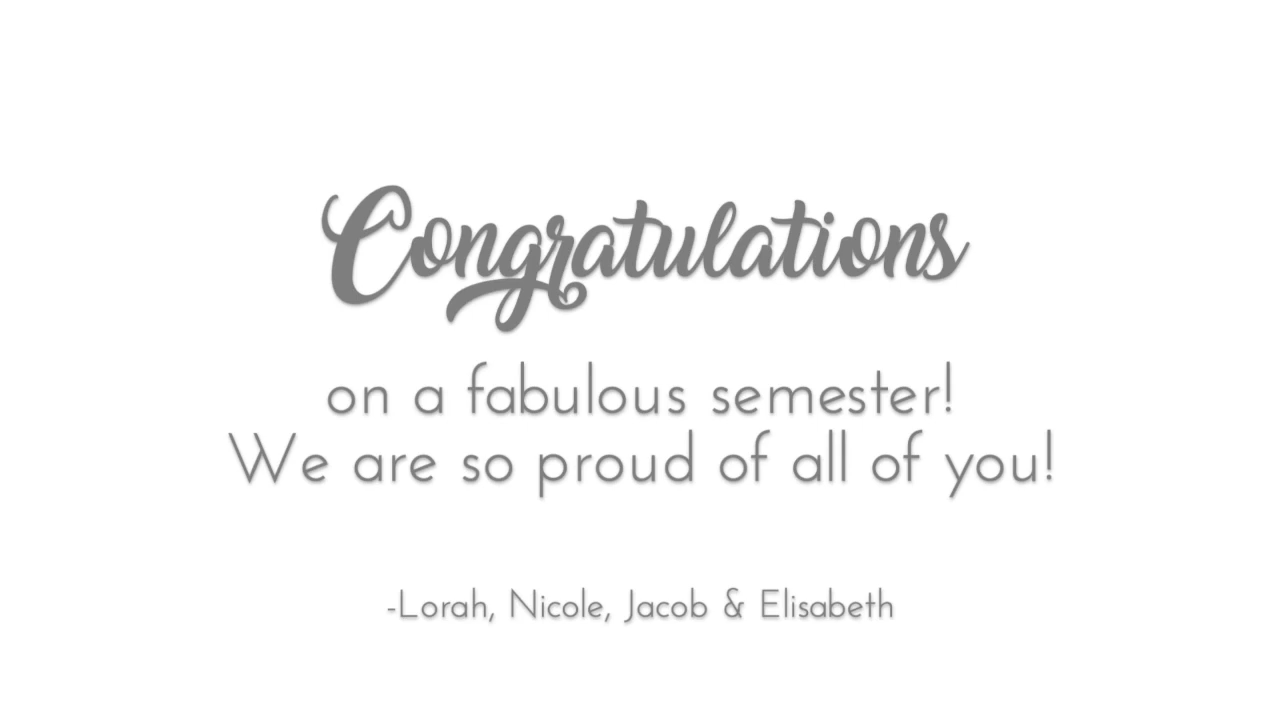 Congratulations
on a fabulous semester!
We are so proud of all of you!
-Lorah, Nicole, Jacob & Elisabeth